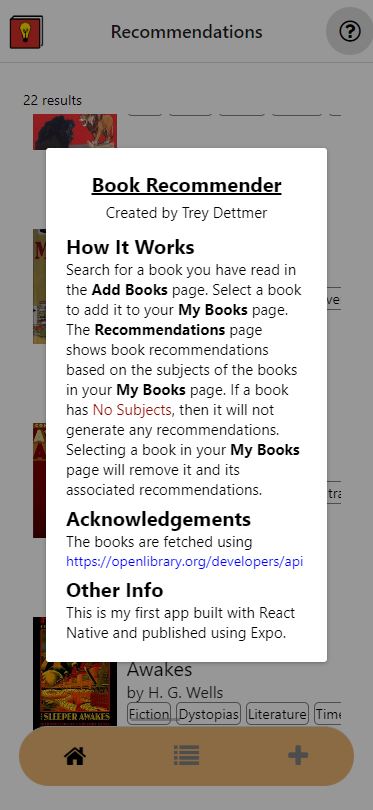 Recommendations
22 results
Book Recommender
Created by Trey Dettmer
How It Works
Search for a book you have read in
the Add Books page. Select a book
to add it to your My Books page.
The Recommendations page
shows book recommendations
based on the subjects of the books
in your My Books page. If a book
has No Subjects, then it will not
generate any recommendations.
Selecting a book in your My Books
page will remove it and its
associated recommendations.
Acknowledgements
The books are fetched using
https://openlibrary.org/developers/api
Other Info
This is my first app built with React
Native and published using Expo.
Awakes
by H. G. Wells
Fiction Dystopias Literature Time
SLEEPER AWAKES